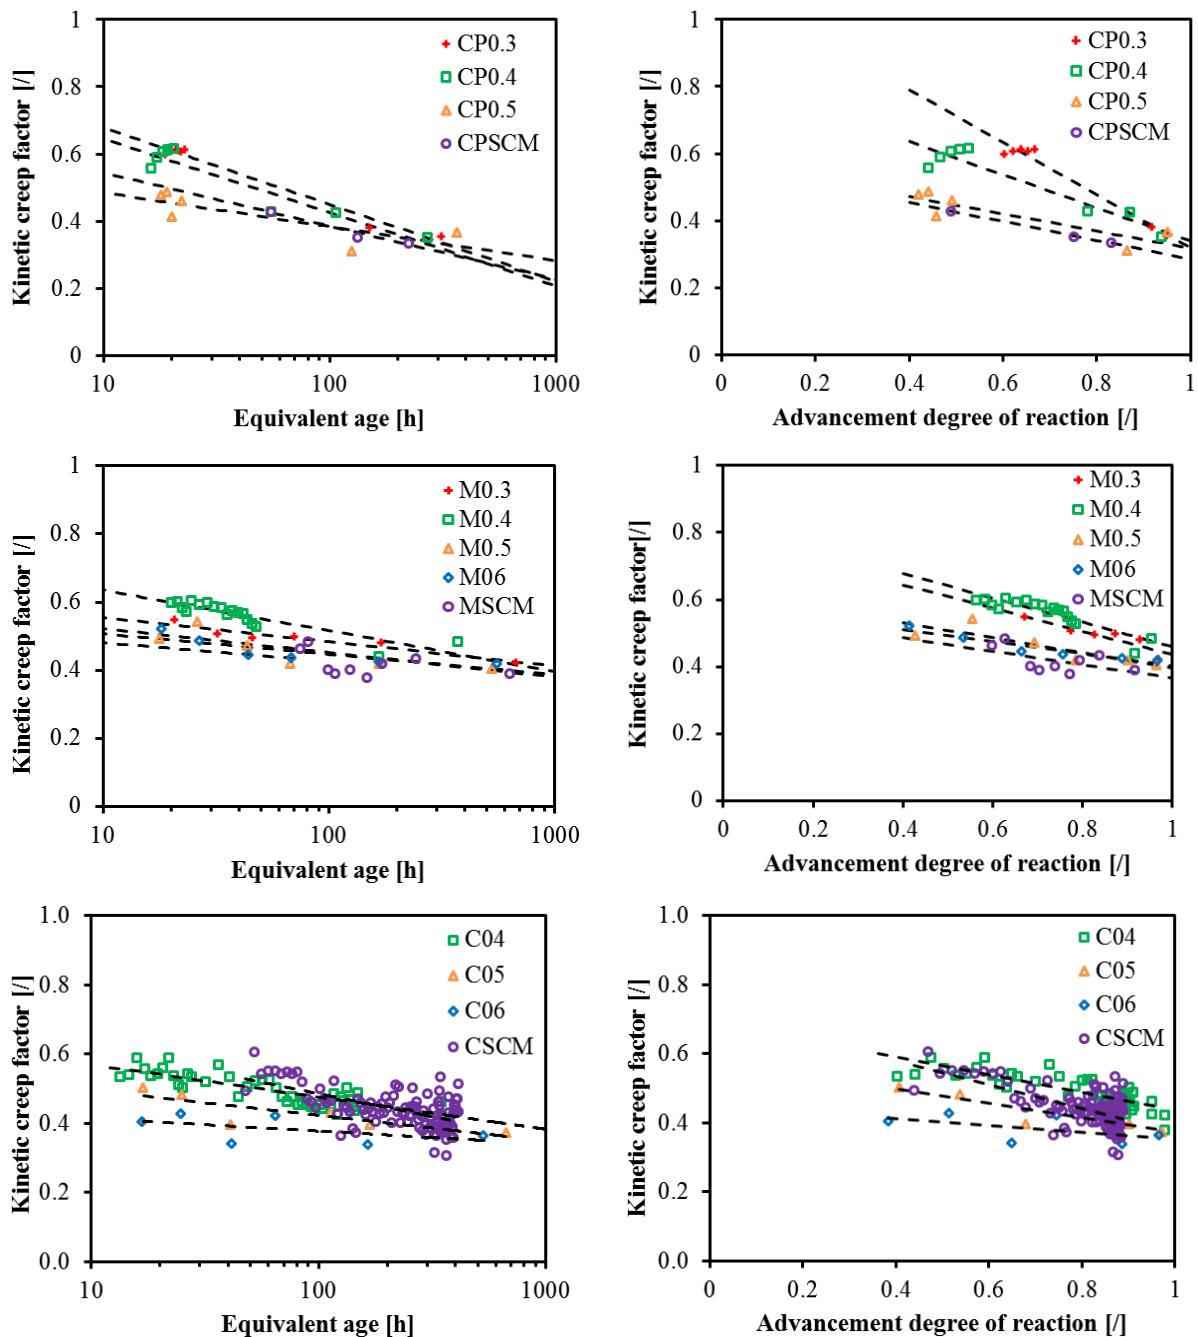 Kinetic creep factor [/]
1
0.8
0.6
0.4
0.2
0
10
100
1000
Equivalent age [h]
CP0.3
CP0.4
CP0.5
CPSCM
Kinetic creep factor [/]
1
0.8
0.6
0.4
0.2
0
0
0.2
0.4
0.6
0.8
1
Advancement degree of reaction [/]
CP0.3
CP0.4
CP0.5
CPSCM
Kinetic creep factor [/]
1
0.8
0.6
0.4
0.2
0
10
100
1000
Equivalent age [h]
M0.3
M0.4
M0.5
M06
MSCM
Kinetic creep factor[/]
1
0.8
0.6
0.4
0.2
0
0
0.2
0.4
0.6
0.8
1
Advancement degree of reaction [/]
M0.3
M0.4
M0.5
M06
MSCM
Kinetic creep factor [/]
1.0
0.8
0.6
0.4
0.2
0.0
10
100
1000
Equivalent age [h]
C04
C05
C06
CSCM
Kinetic creep factor [/]
1.0
0.8
0.6
0.4
0.2
0.0
0
0.2
0.4
0.6
0.8
1
Advancement degree of reaction [/]
C04
C05
C06
CSCM